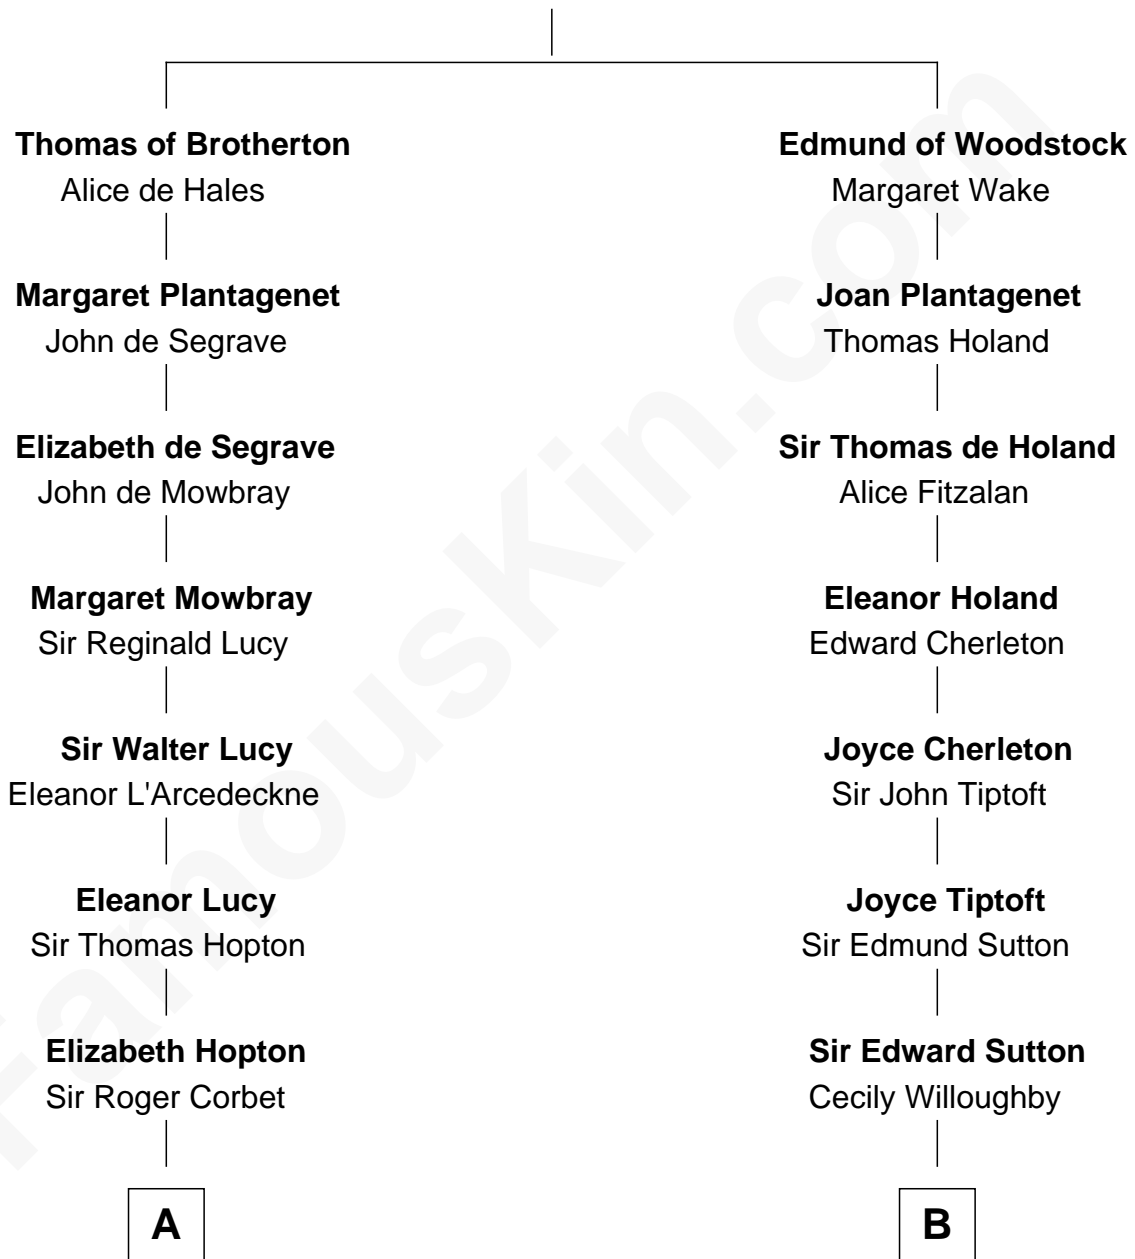 Thomas of Brotherton
Alice de Hales
Margaret Plantagenet
John de Segrave
Elizabeth de Segrave
John de Mowbray
Margaret Mowbray
Sir Reginald Lucy
Sir Walter Lucy
Eleanor L'Arcedeckne
Eleanor Lucy
Sir Thomas Hopton
Elizabeth Hopton
Sir Roger Corbet
A
Edmund of Woodstock
Margaret Wake
Joan Plantagenet
Thomas Holand
Sir Thomas de Holand
Alice Fitzalan
Eleanor Holand
Edward Cherleton
Joyce Cherleton
Sir John Tiptoft
Joyce Tiptoft
Sir Edmund Sutton
Sir Edward Sutton
Cecily Willoughby
B
FamousKin.com